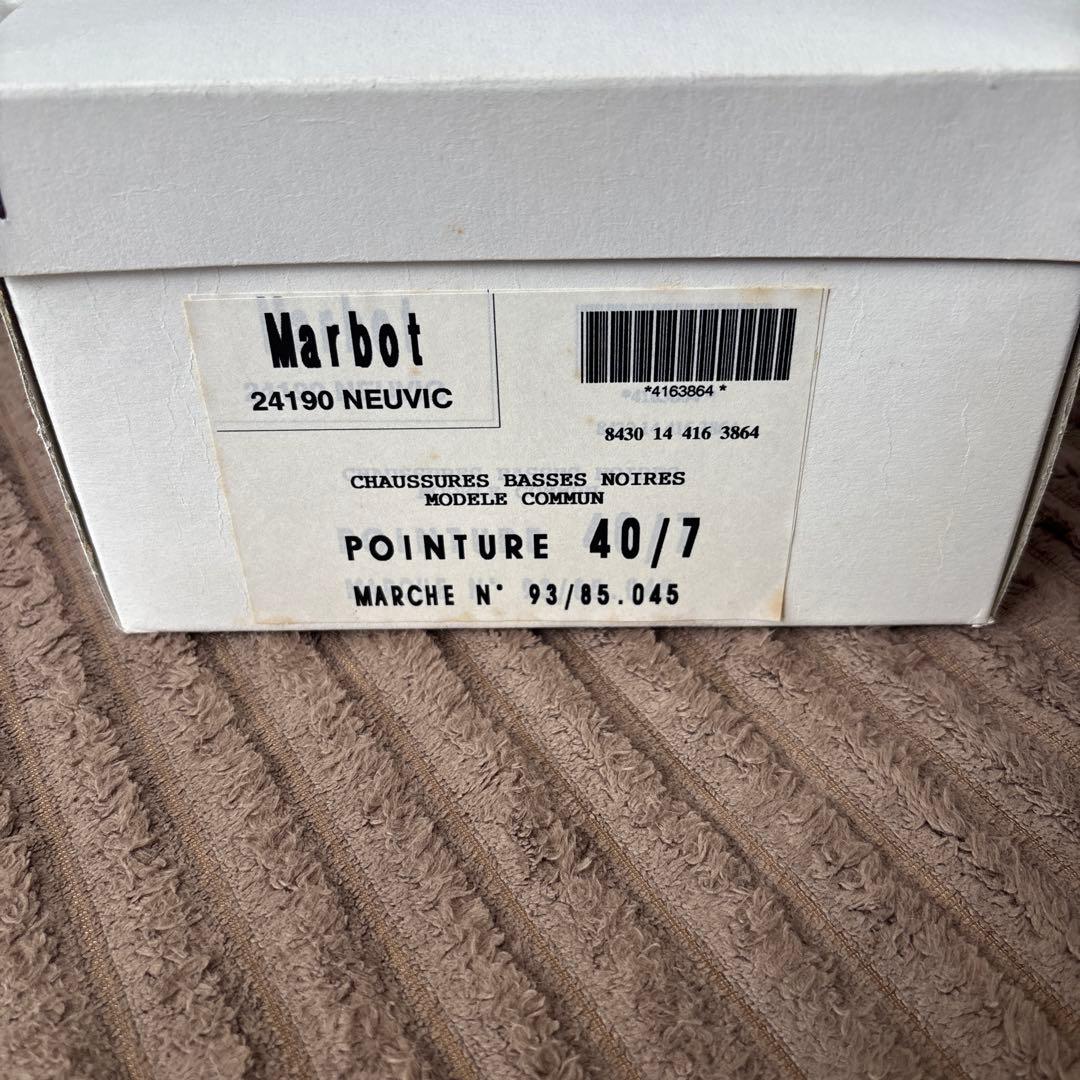 Marbot
24190 NEUVIC
*4163864 *
8430 14 416 3864
CHAUSSURES BASSES NOIRES
MODELE COMMUN
POINTURE 40/7
MARCHE N° 93/85.045